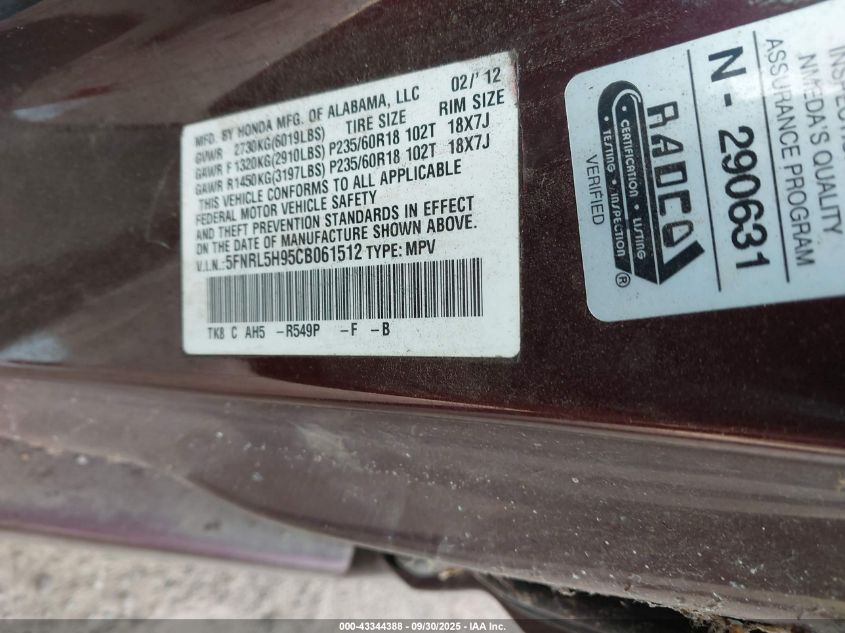 MFD. BY HONDA MFG. OF ALABAMA, LLC 02/'12
GVWR 2730KG(6019LBS) TIRE SIZE RIM SIZE
GAWR F 1320KG(2910LBS) P235/60R18 102T 18X7J
GAWR R1450KG(3197LBS) P235/60R18 102T 18X7J
THIS VEHICLE CONFORMS TO ALL APPLICABLE
FEDERAL MOTOR VEHICLE SAFETY
AND THEFT PREVENTION STANDARDS IN EFFECT
ON THE DATE OF MANUFACTURE SHOWN ABOVE.
V.I.N.:5FNRL5H95CB061512 TYPE: MPV
TK8 C AH5 -R549P -F -B
VERIFIED
• CERTIFICATION • LISTING
• TESTING • INSPECTION
RADCO
®
N - 290631
ASSURANCE PROGRAM
NMEDA'S QUALITY
000-43344388 - 09/30/2025 - IAA Inc.